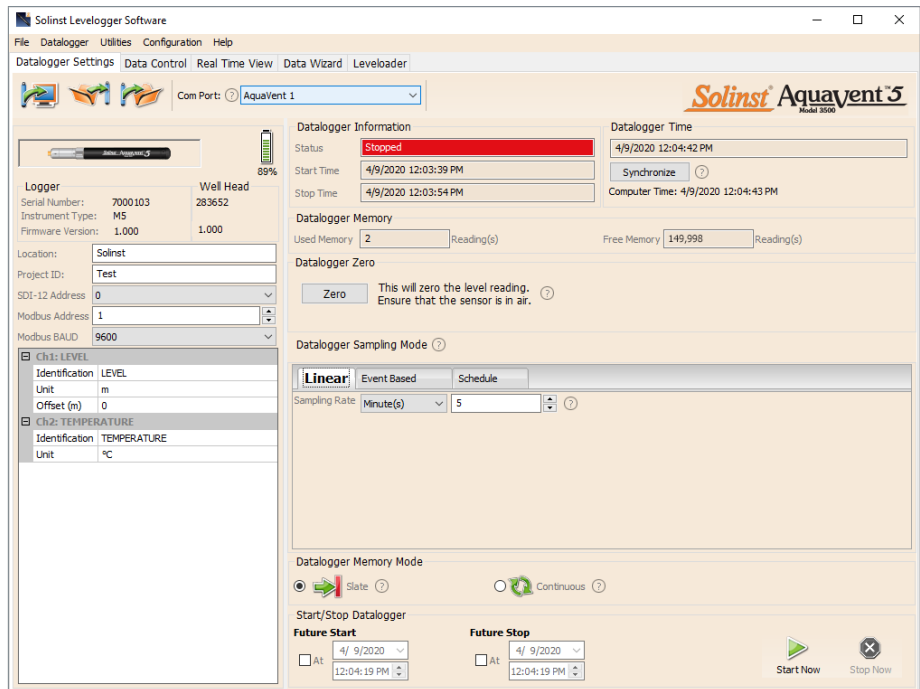 Solinst Levelogger Software
File Datalogger Utilities Configuration Help
Datalogger Settings Data Control Real Time View Data Wizard Leveloader
Com Port: ? AquaVent 1
Solinst Aquavent 5
Model 3500
Solinst Aquavent 5
89%
Logger Well Head
Serial Number: 7000103 283652
Instrument Type: M5
Firmware Version: 1.000 1.000
Location: Solinst
Project ID: Test
SDI-12 Address 0
Modbus Address 1
Modbus BAUD 9600
Ch1: LEVEL
Identification LEVEL
Unit m
Offset (m) 0
Ch2: TEMPERATURE
Identification TEMPERATURE
Unit °C
Datalogger Information
Status Stopped
Start Time 4/9/2020 12:03:39 PM
Stop Time 4/9/2020 12:03:54 PM
Datalogger Time
4/9/2020 12:04:42 PM
Synchronize ?
Computer Time: 4/9/2020 12:04:43 PM
Datalogger Memory
Used Memory 2 Reading(s) Free Memory 149,998 Reading(s)
Datalogger Zero
Zero
This will zero the level reading.
Ensure that the sensor is in air. ?
Datalogger Sampling Mode ?
Linear Event Based Schedule
Sampling Rate Minute(s) 5 ?
Datalogger Memory Mode
Slate ? Continuous ?
Start/Stop Datalogger
Future Start Future Stop
At 4/ 9/2020 At 4/ 9/2020
12:04:19 PM 12:04:19 PM
Start Now Stop Now